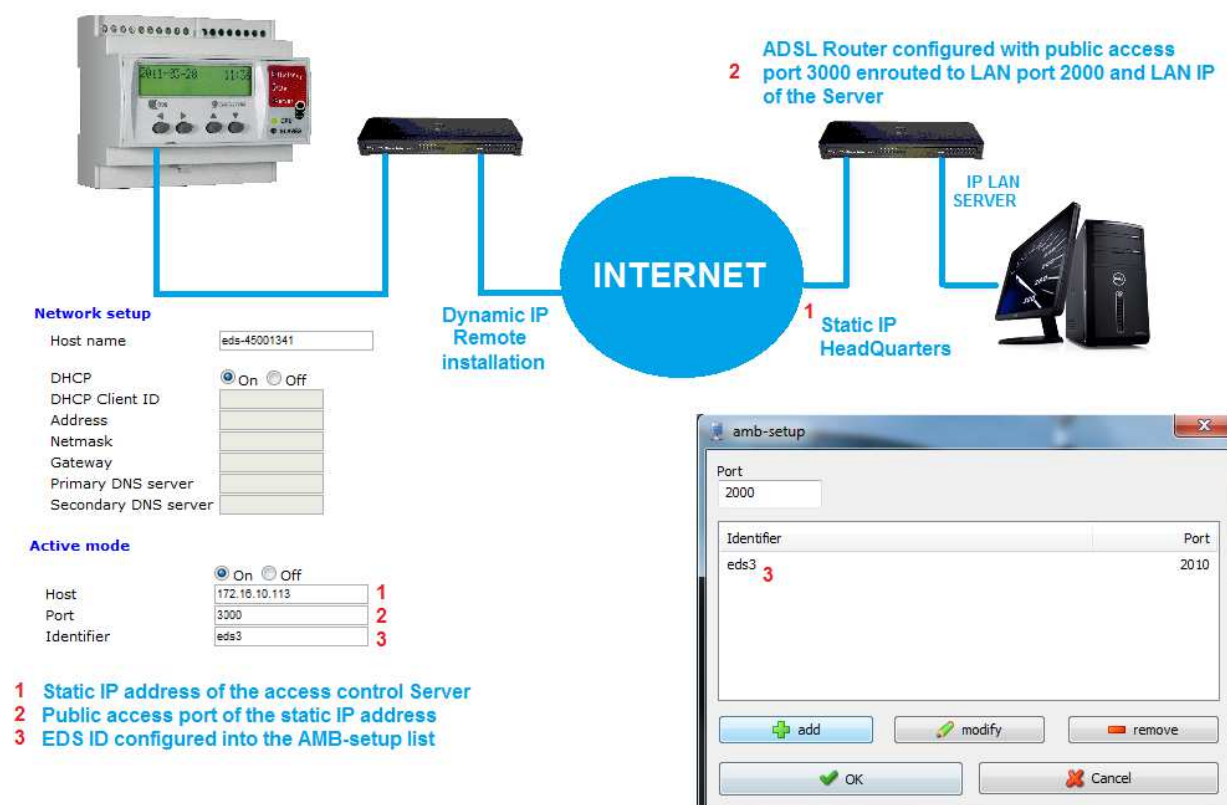 2011-03-28 11:56
ADSL Router configured with public access
2 port 3000 enrouted to LAN port 2000 and LAN IP
of the Server
IP LAN
SERVER
INTERNET
Dynamic IP
Remote
installation
1
Static IP
HeadQuarters
Network setup
Host name eds-45001341
DHCP On Off
DHCP Client ID
Address
Netmask
Gateway
Primary DNS server
Secondary DNS server
Active mode
On Off
Host 172.16.10.113 1
Port 3000 2
Identifier eds3 3
1 Static IP address of the access control Server
2 Public access port of the static IP address
3 EDS ID configured into the AMB-setup list
amb-setup
Port
2000
Identifier Port
eds3 3 2010
add modify remove
OK Cancel